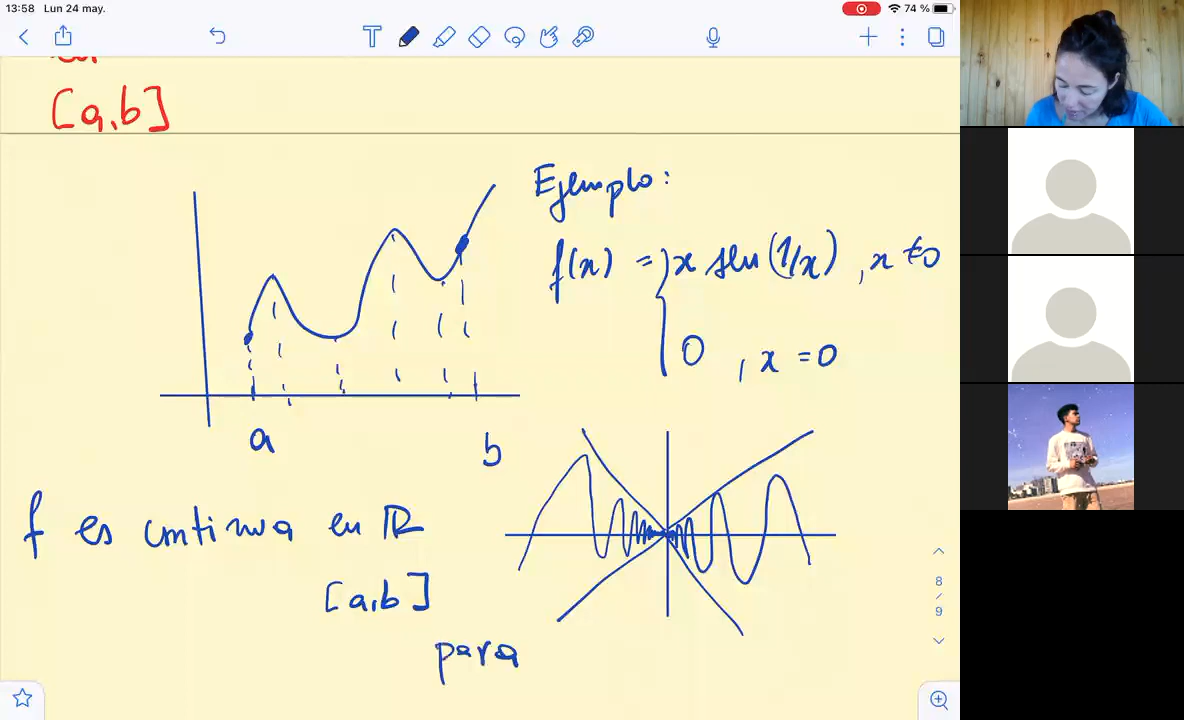 13:58 Lun 24 may.
74 %
T
[a,b]
Ejemplo:
f(x) = { x sen(1/x) , x ≠ 0
0 , x = 0
a
b
f es continua en ℝ
[a,b]
para
8
/
9